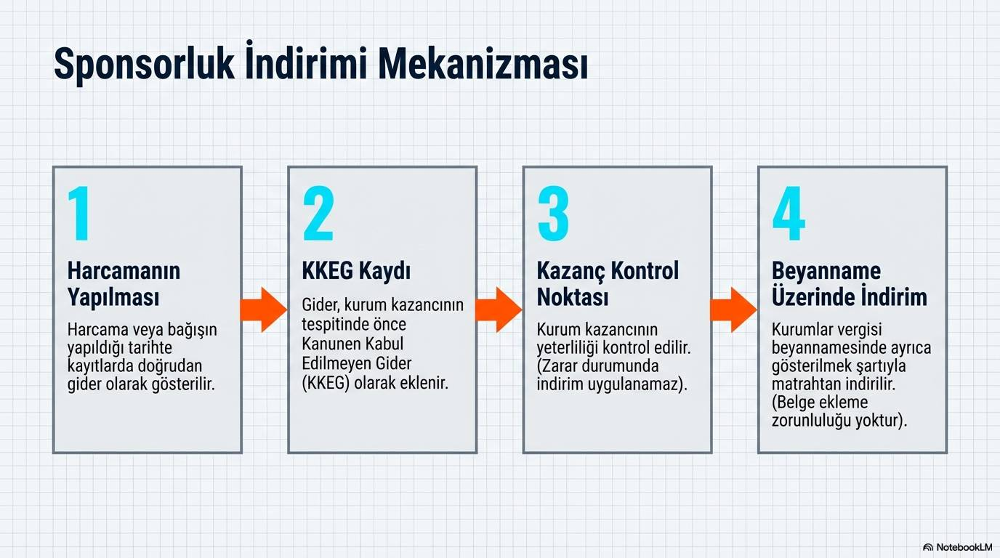 Sponsorluk İndirimi Mekanizması
1
Harcamanın
Yapılması
Harcama veya bağışın
yapıldığı tarihte
kayıtlarda doğrudan
gider olarak gösterilir.
2
KKEG Kaydı
Gider, kurum kazancının
tespitinde önce
Kanunen Kabul
Edilmeyen Gider
(KKEG) olarak eklenir.
3
Kazanç Kontrol
Noktası
Kurum kazancının
yeterliliği kontrol edilir.
(Zarar durumunda
indirim uygulanamaz).
4
Beyanname
Üzerinde İndirim
Kurumlar vergisi
beyannamesinde ayrıca
gösterilmek şartıyla
matrahtan indirilir.
(Belge ekleme
zorunluluğu yoktur).
NotebookLM